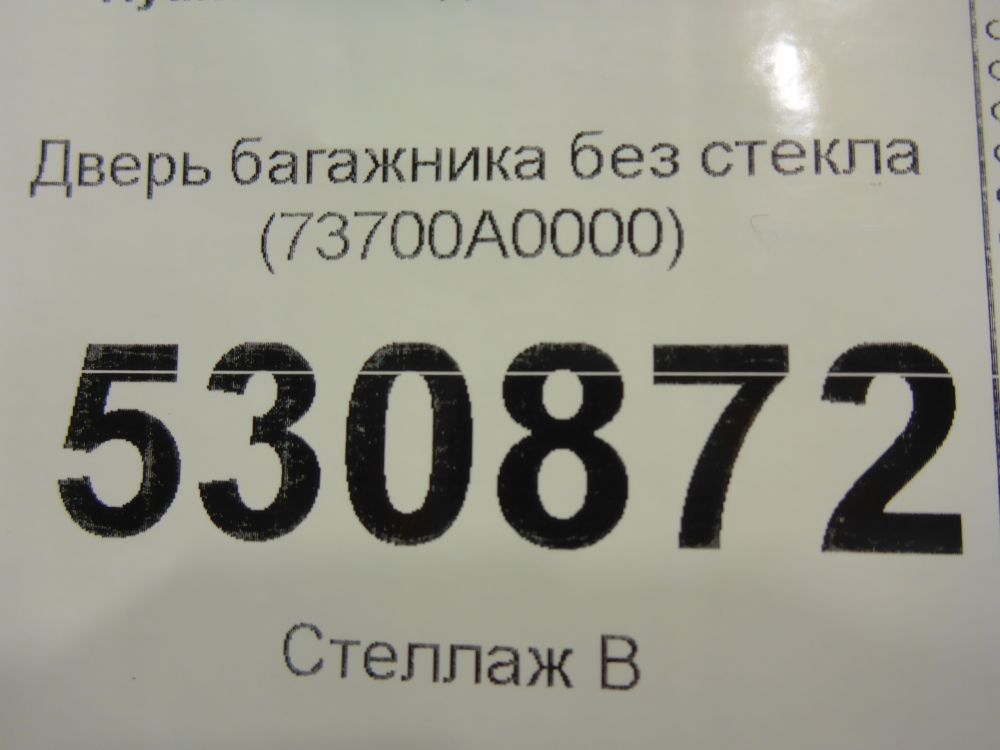 Дверь багажника без стекла
(73700A0000)
530872
Стеллаж В